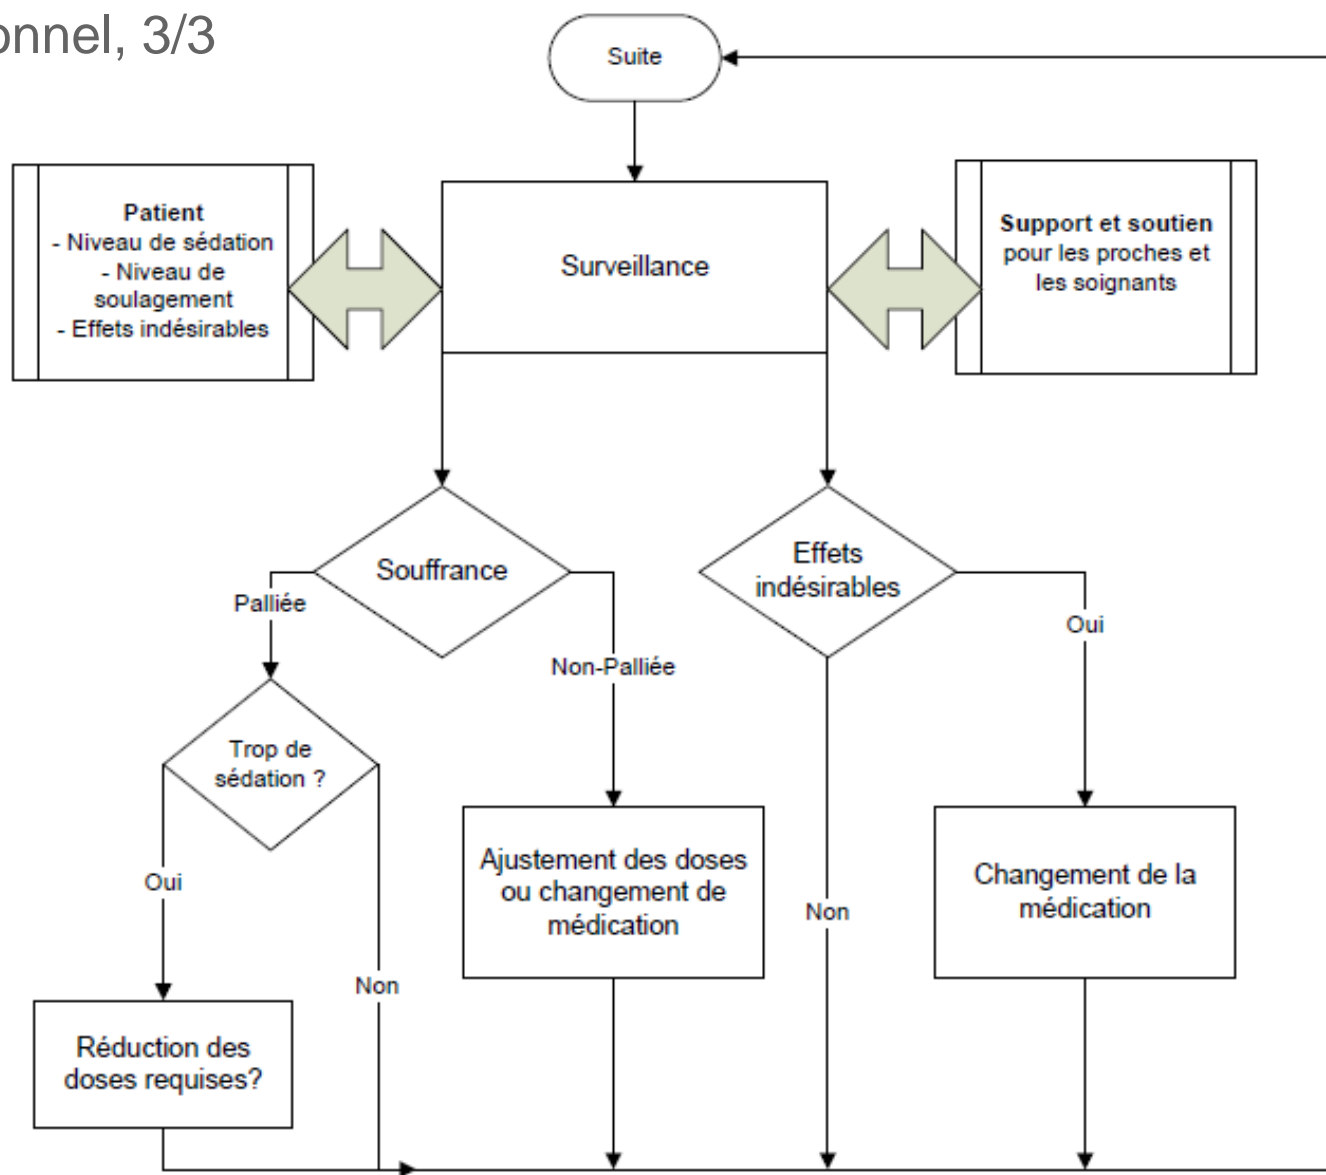 onnel, 3/3
Suite
Patient
- Niveau de sédation
- Niveau de
soulagement
- Effets indésirables
Surveillance
Support et soutien
pour les proches et
les soignants
Souffrance
Effets
indésirables
Palliée
Oui
Non-Palliée
Trop de
sédation ?
Ajustement des doses
ou changement de
médication
Changement de la
médication
Oui
Non
Non
Réduction des
doses requises?